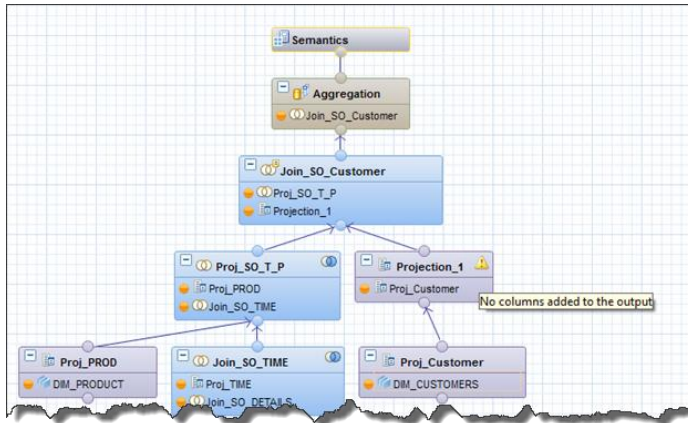 Semantics
Aggregation
Join_SO_Customer
Join_SO_Customer
Proj_SO_T_P
Projection_1
Proj_SO_T_P
Proj_PROD
Join_SO_TIME
Projection_1
Proj_Customer
No columns added to the output
Proj_PROD
DIM_PRODUCT
Join_SO_TIME
Proj_TIME
Join_SO_DETAILS
Proj_Customer
DIM_CUSTOMERS